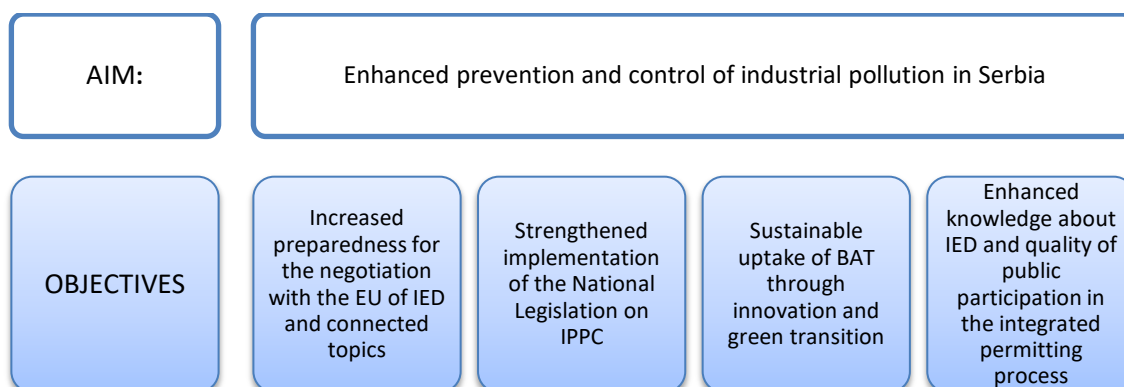 AIM:
Enhanced prevention and control of industrial pollution in Serbia
OBJECTIVES
Increased
preparedness for
the negotiation
with the EU of IED
and connected
topics
Strengthened
implementation
of the National
Legislation on
IPPC
Sustainable
uptake of BAT
through
innovation and
green transition
Enhanced
knowledge about
IED and quality of
public
participation in
the integrated
permitting
process